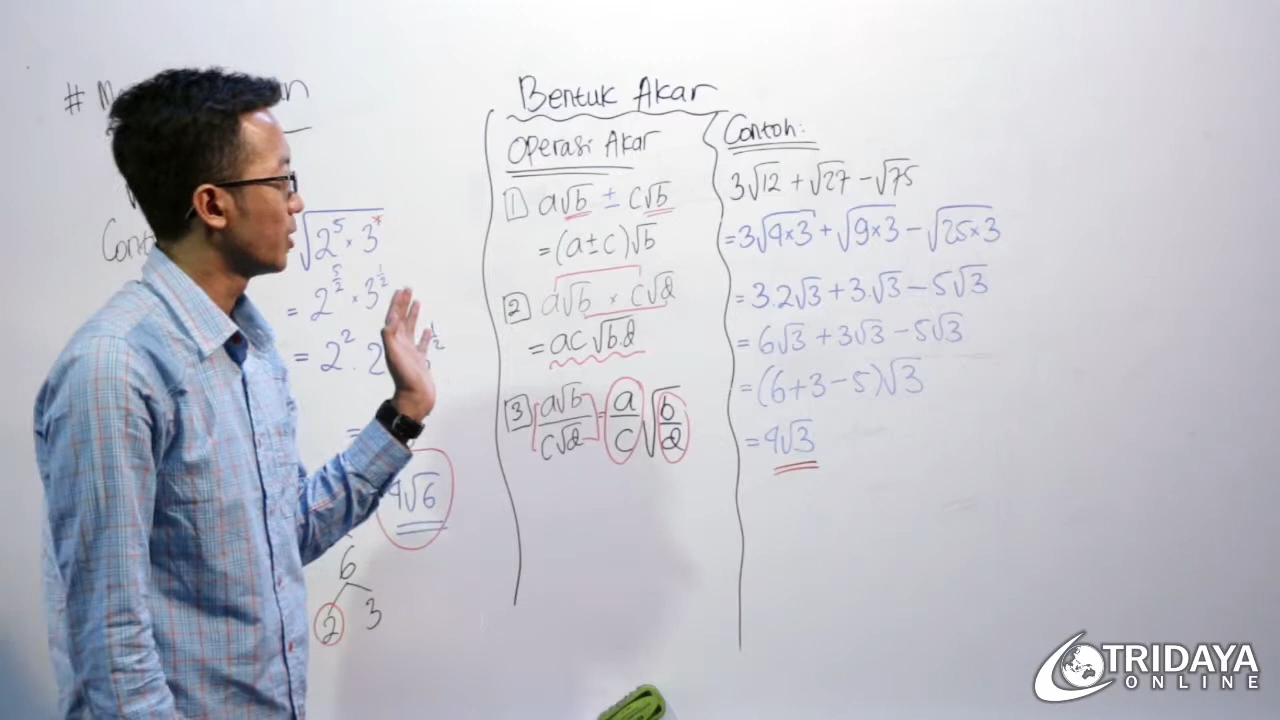 Bentuk Akar
#
√2⁵ × 3*
= 2^(5/2) × 3^(1/2)
= 2² . 2
=
4√6
6
2 3
Operasi Akar
1 a√b ± c√b
= (a±c)√b
2 a√b × c√d
= ac√b.d
3 a√b/c√d = a/c √b/d
Contoh:
3√12 + √27 − √75
= 3√4×3 + √9×3 − √25×3
= 3.2√3 + 3.√3 − 5√3
= 6√3 + 3√3 − 5√3
= (6+3−5)√3
= 4√3
TRIDAYA
ONLINE